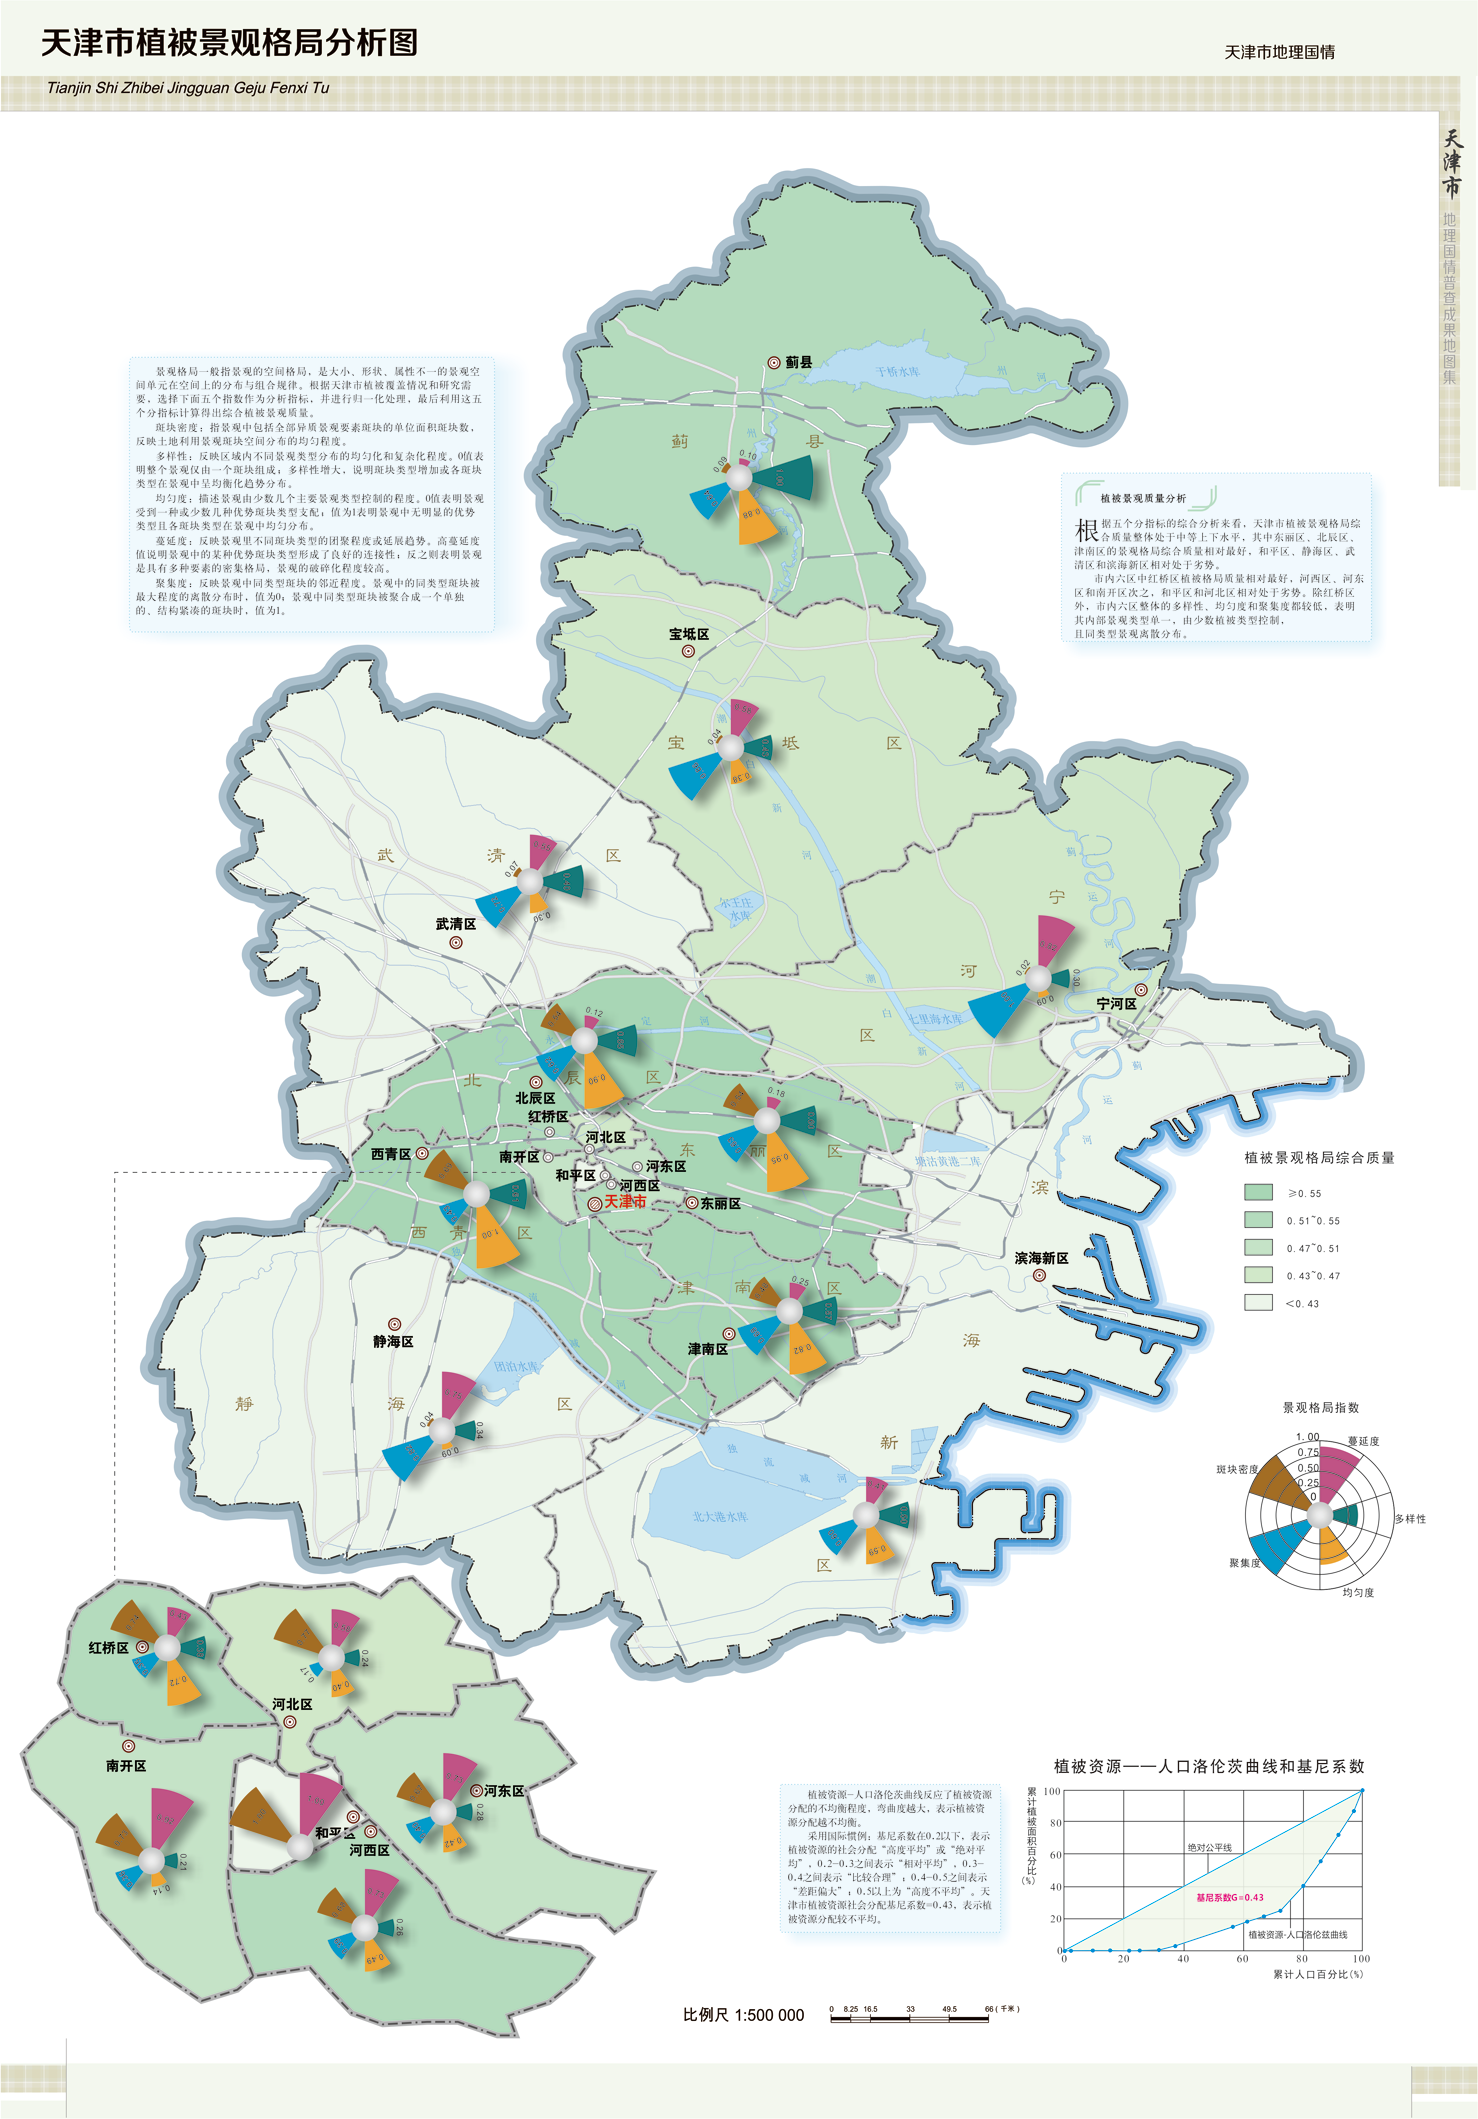 天津市植被景观格局分析图
天津市地理国情
Tianjin Shi Zhibei Jingguan Geju Fenxi Tu
天津市
地理国情普查成果地图集
景观格局一般指景观的空间格局，是大小、形状、属性不一的景观空
间单元在空间上的分布与组合规律。根据天津市植被覆盖情况和研究需
要，选择下面五个指数作为分析指标，并进行归一化处理，最后利用这五
个分指标计算得出综合植被景观质量。
斑块密度：指景观中包括全部异质景观要素斑块的单位面积斑块数，
反映土地利用景观斑块空间分布的均匀程度。
多样性：反映区域内不同景观类型分布的均匀化和复杂化程度。0值表
明整个景观仅由一个斑块组成；多样性增大，说明斑块类型增加或各斑块
类型在景观中呈均衡化趋势分布。
均匀度：描述景观由少数几个主要景观类型控制的程度。0值表明景观
受到一种或少数几种优势斑块类型支配；值为1表明景观中无明显的优势
类型且各斑块类型在景观中均匀分布。
蔓延度：反映景观里不同斑块类型的团聚程度或延展趋势。高蔓延度
值说明景观中的某种优势斑块类型形成了良好的连接性；反之则表明景观
是具有多种要素的密集格局，景观的破碎化程度较高。
聚集度：反映景观中同类型斑块的邻近程度。景观中的同类型斑块被
最大程度的离散分布时，值为0；景观中同类型斑块被聚合成一个单独
的、结构紧凑的斑块时，值为1。
植被景观质量分析
根据五个分指标的综合分析来看，天津市植被景观格局综
合质量整体处于中等上下水平，其中东丽区、北辰区、
津南区的景观格局综合质量相对最好，和平区、静海区、武
清区和滨海新区相对处于劣势。
市内六区中红桥区植被格局质量相对最好，河西区、河东
区和南开区次之，和平区和河北区相对处于劣势。除红桥区
外，市内六区整体的多样性、均匀度和聚集度都较低，表明
其内部景观类型单一，由少数植被类型控制，
且同类型景观离散分布。
蓟县
于桥水库
州 河
蓟 县
州
河
0.09
0.10
1.00
0.88
宝坻区
宝 坻 区
潮
白
新
河
0.04
0.38
尔王庄
水库
武 清 区
武清区
0.07
0.30
宁
河
区
宁河区
蓟
运
河
0.02
0.30
0.09
潮
白
新
河
七里海水库
蓟
运
河
永 定 河
0.12
0.90
北 辰 区
北辰区
红桥区
河北区
西青区
南开区
和平区
河东区
河西区
天津市
东丽区
东 丽 区
0.18
0.95
塘沽黄港二库
西 青 区
1.00
独
流
减
河
津 南 区
津南区
0.25
0.82
滨
海
新
区
滨海新区
静海区
静 海 区
团泊水库
0.04
0.34
0.09
独 流 减 河
北大港水库
0.59
植被景观格局综合质量
≥0.55
0.51~0.55
0.47~0.51
0.43~0.47
＜0.43
景观格局指数
1.00
0.75
0.50
0.25
0
蔓延度
多样性
均匀度
聚集度
斑块密度
红桥区
0.72
河北区
0.24
0.40
0.17
南开区
0.21
0.14
和平区
河西区
0.26
0.49
河东区
0.28
0.42
植被资源-人口洛伦茨曲线反应了植被资源
分配的不均衡程度，弯曲度越大，表示植被资
源分配越不均衡。
采用国际惯例：基尼系数在0.2以下，表示
植被资源的社会分配“高度平均”或“绝对平
均”，0.2-0.3之间表示“相对平均”，0.3-
0.4之间表示“比较合理”；0.4-0.5之间表示
“差距偏大”；0.5以上为“高度不平均”。天
津市植被资源社会分配基尼系数=0.43，表示植
被资源分配较不平均。
植被资源——人口洛伦茨曲线和基尼系数
累计植被面积百分比(%)
100
80
60
40
20
0
绝对公平线
基尼系数G=0.43
植被资源-人口洛伦兹曲线
0 20 40 60 80 100
累计人口百分比(%)
比例尺 1:500 000
0 8.25 16.5 33 49.5 66 (千米)